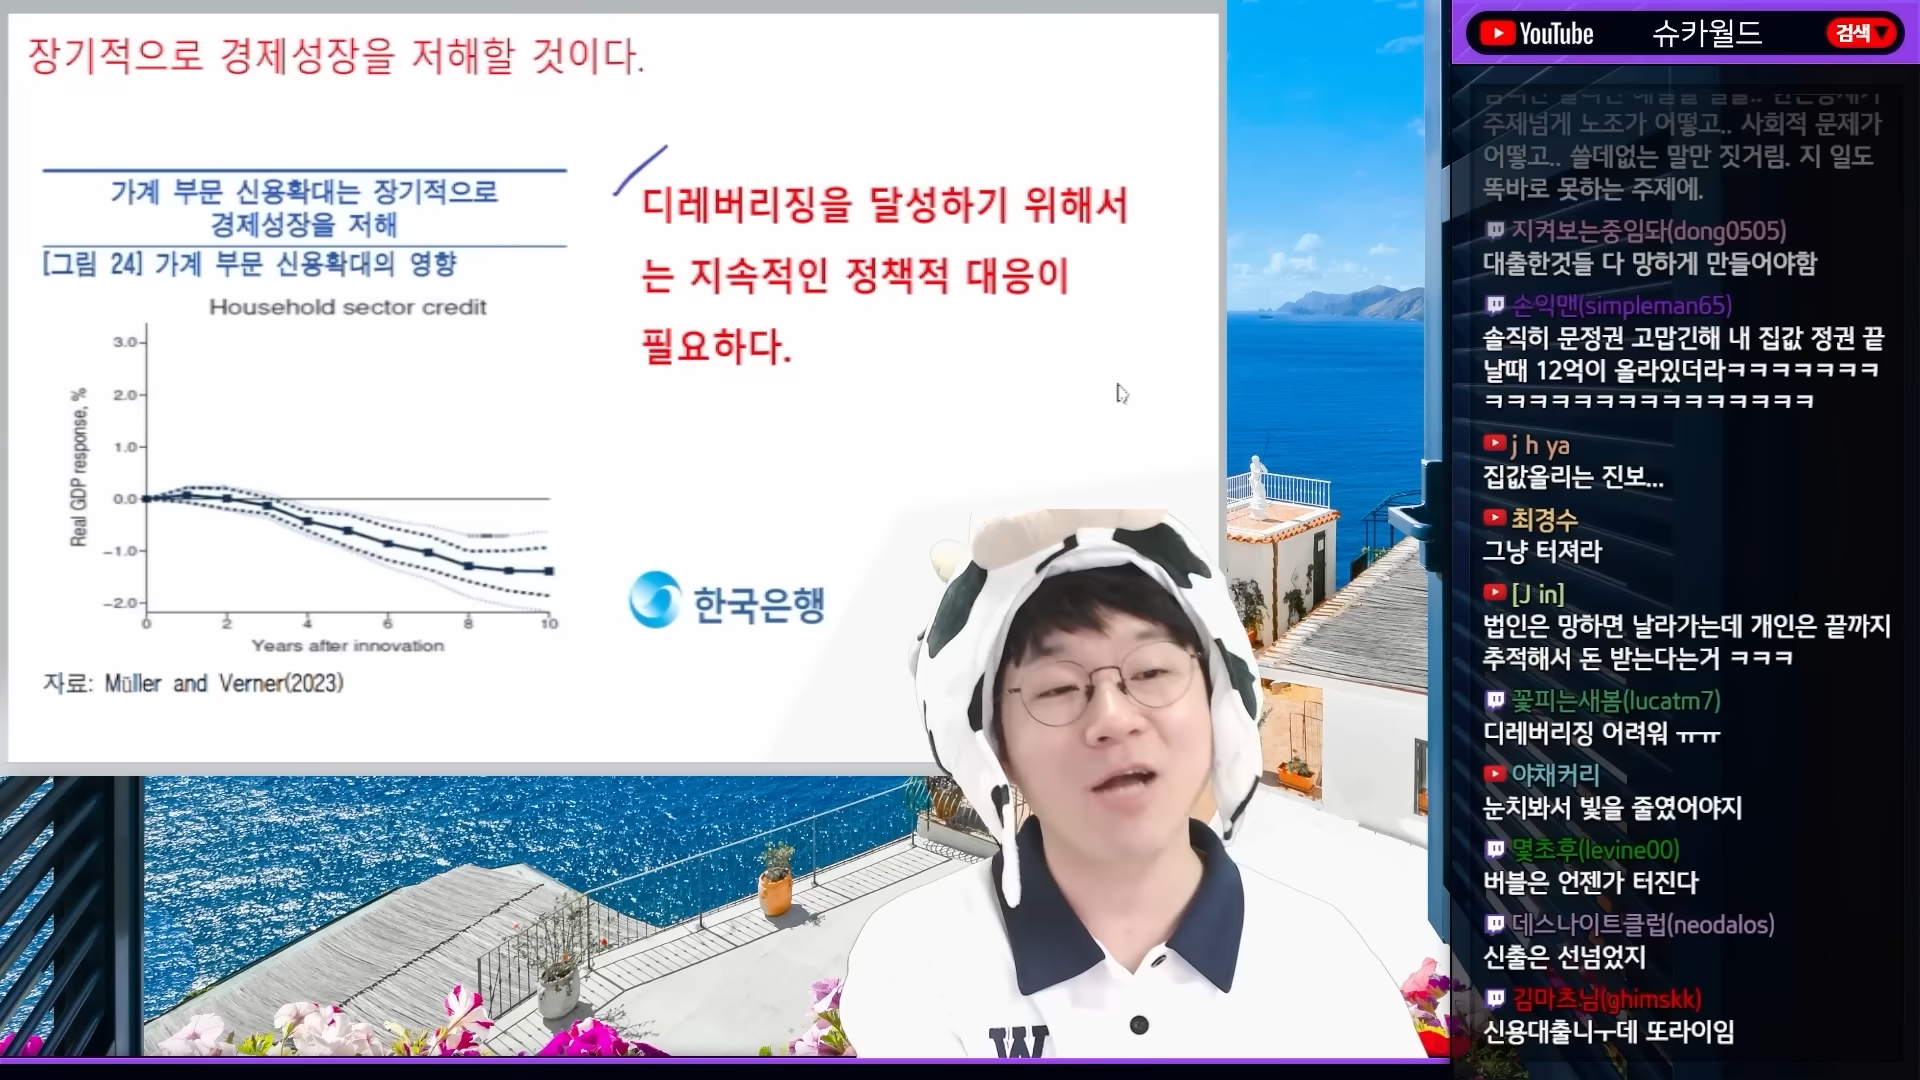 장기적으로 경제성장을 저해할 것이다.
가계 부문 신용확대는 장기적으로
경제성장을 저해
[그림 24] 가계 부문 신용확대의 영향
Household sector credit
Real GDP response, %
3.0
2.0
1.0
0.0
-1.0
-2.0
0 2 4 6 8 10
Years after innovation
자료: Müller and Verner(2023)
디레버리징을 달성하기 위해서
는 지속적인 정책적 대응이
필요하다.
한국은행
W
YouTube 슈카월드 검색
주제넘게 노조가 어떻고.. 사회적 문제가
어떻고.. 쓸데없는 말만 짓거림. 지 일도
똑바로 못하는 주제에.
지켜보는중임돠(dong0505)
대출한것들 다 망하게 만들어야함
손익맨(simpleman65)
솔직히 문정권 고맙긴해 내 집값 정권 끝
날때 12억이 올라있더라ㅋㅋㅋㅋㅋㅋㅋ
ㅋㅋㅋㅋㅋㅋㅋㅋㅋㅋㅋㅋㅋㅋㅋ
j h ya
집값올리는 진보...
최경수
그냥 터져라
[J in]
법인은 망하면 날라가는데 개인은 끝까지
추적해서 돈 받는다는거 ㅋㅋㅋ
꽃피는새봄(lucatm7)
디레버리징 어려워 ㅠㅠ
야채커리
눈치봐서 빛을 줄였어야지
몇초후(levine00)
버블은 언젠가 터진다
데스나이트클럽(neodalos)
신출은 선넘었지
김마초님(ghimskk)
신용대출니ㅜ데 또라이임